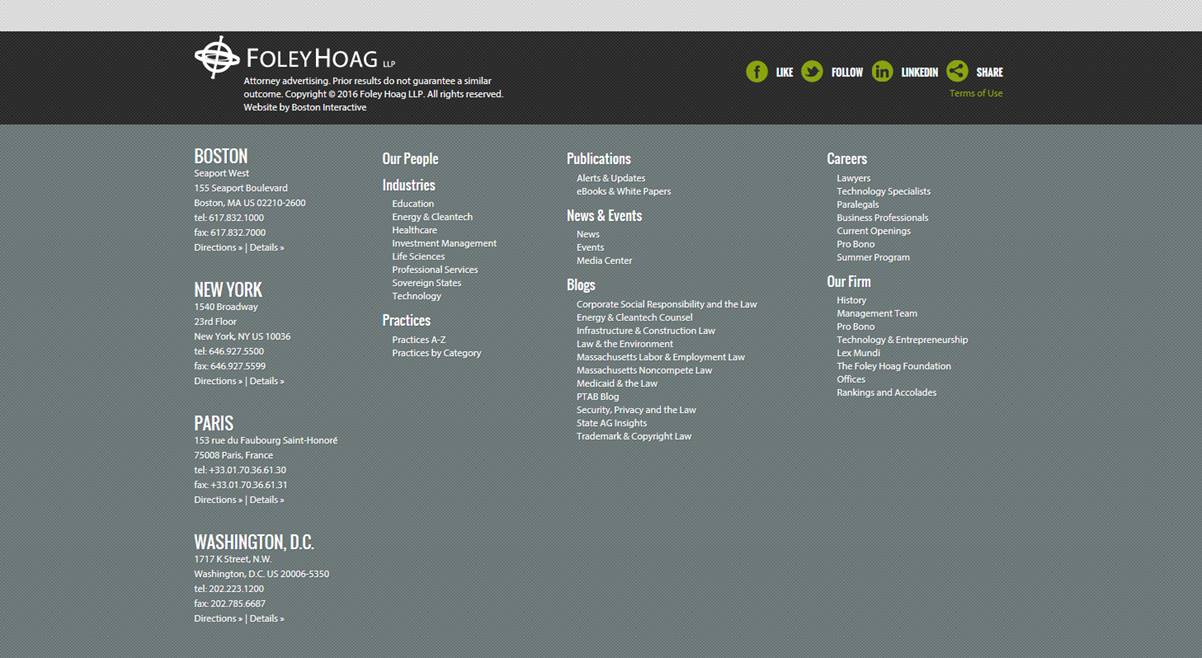 FOLEY HOAG LLP
Attorney advertising. Prior results do not guarantee a similar
outcome. Copyright © 2016 Foley Hoag LLP. All rights reserved.
Website by Boston Interactive
LIKE FOLLOW LINKEDIN SHARE
Terms of Use
BOSTON
Seaport West
155 Seaport Boulevard
Boston, MA US 02210-2600
tel: 617.832.1000
fax: 617.832.7000
Directions » | Details »
NEW YORK
1540 Broadway
23rd Floor
New York, NY US 10036
tel: 646.927.5500
fax: 646.927.5599
Directions » | Details »
PARIS
153 rue du Faubourg Saint-Honoré
75008 Paris, France
tel: +33.01.70.36.61.30
fax: +33.01.70.36.61.31
Directions » | Details »
WASHINGTON, D.C.
1717 K Street, N.W.
Washington, D.C. US 20006-5350
tel: 202.223.1200
fax: 202.785.6687
Directions » | Details »
Our People
Industries
Education
Energy & Cleantech
Healthcare
Investment Management
Life Sciences
Professional Services
Sovereign States
Technology
Practices
Practices A-Z
Practices by Category
Publications
Alerts & Updates
eBooks & White Papers
News & Events
News
Events
Media Center
Blogs
Corporate Social Responsibility and the Law
Energy & Cleantech Counsel
Infrastructure & Construction Law
Law & the Environment
Massachusetts Labor & Employment Law
Massachusetts Noncompete Law
Medicaid & the Law
PTAB Blog
Security, Privacy and the Law
State AG Insights
Trademark & Copyright Law
Careers
Lawyers
Technology Specialists
Paralegals
Business Professionals
Current Openings
Pro Bono
Summer Program
Our Firm
History
Management Team
Pro Bono
Technology & Entrepreneurship
Lex Mundi
The Foley Hoag Foundation
Offices
Rankings and Accolades